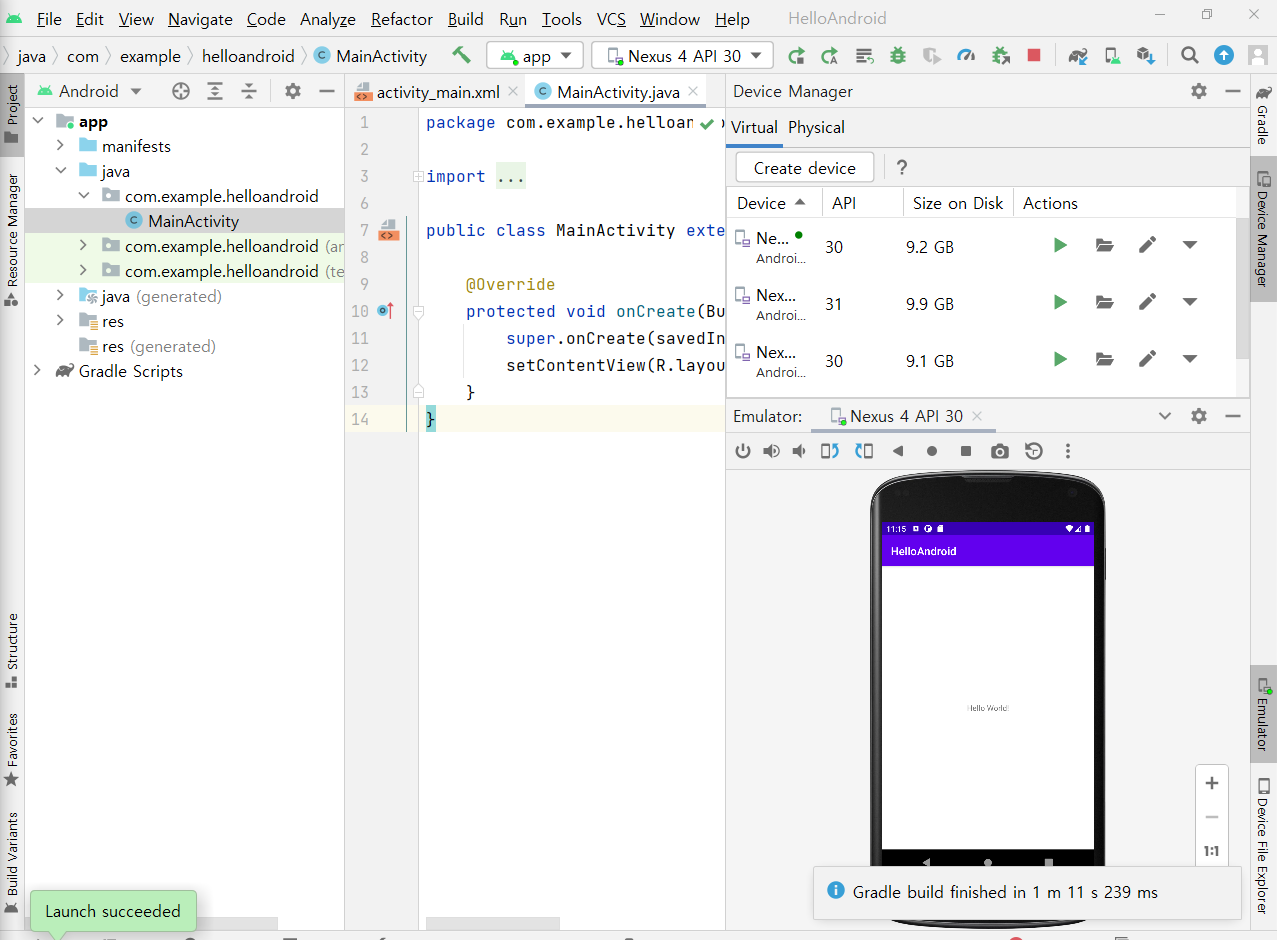 File Edit View Navigate Code Analyze Refactor Build Run Tools VCS Window Help HelloAndroid
java com example helloandroid MainActivity app Nexus 4 API 30
Project
Resource Manager
Structure
Favorites
Build Variants
Android
app
manifests
java
com.example.helloandroid
MainActivity
com.example.helloandroid (an
com.example.helloandroid (te
java (generated)
res
res (generated)
Gradle Scripts
activity_main.xml MainActivity.java
1 package com.example.helloan
2
3 import ...
6
7 public class MainActivity exte
8
9 @Override
10 protected void onCreate(Bu
11 super.onCreate(savedIn
12 setContentView(R.layou
13 }
14 }
Device Manager
Virtual Physical
Create device ?
Device API Size on Disk Actions
Ne... 30 9.2 GB
Androi...
Nex... 31 9.9 GB
Androi...
Nex... 30 9.1 GB
Androi...
Emulator: Nexus 4 API 30
11:15
HelloAndroid
Hello World!
1:1
Gradle build finished in 1 m 11 s 239 ms
Launch succeeded
Gradle
Device Manager
Emulator
Device File Explorer